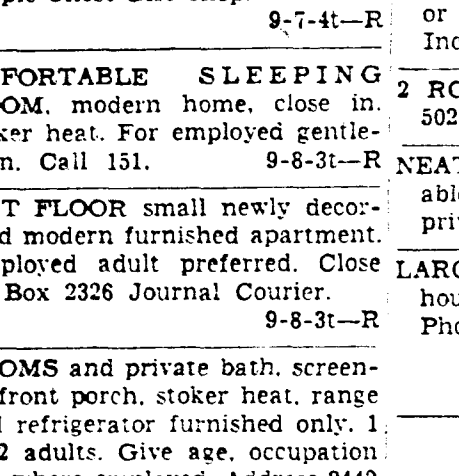 9-7-4t—R
FORTABLE SLEEPING
OM, modern home, close in.
ker heat. For employed gentle-
n. Call 151. 9-8-3t—R
T FLOOR small newly decor-
d modern furnished apartment.
ployed adult preferred. Close
Box 2326 Journal Courier.
9-8-3t—R
OMS and private bath, screen-
front porch, stoker heat, range
refrigerator furnished only. 1
2 adults. Give age, occupation
or
Inc
2 RO
502
NEAT
able
priv
LARG
hou
Pho